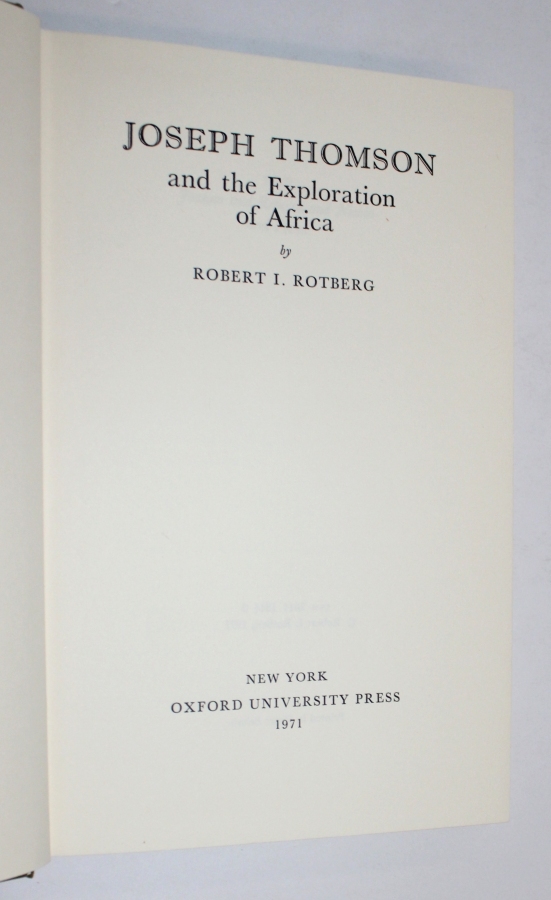 JOSEPH THOMSON
and the Exploration
of Africa
by
ROBERT I. ROTBERG
NEW YORK
OXFORD UNIVERSITY PRESS
1971